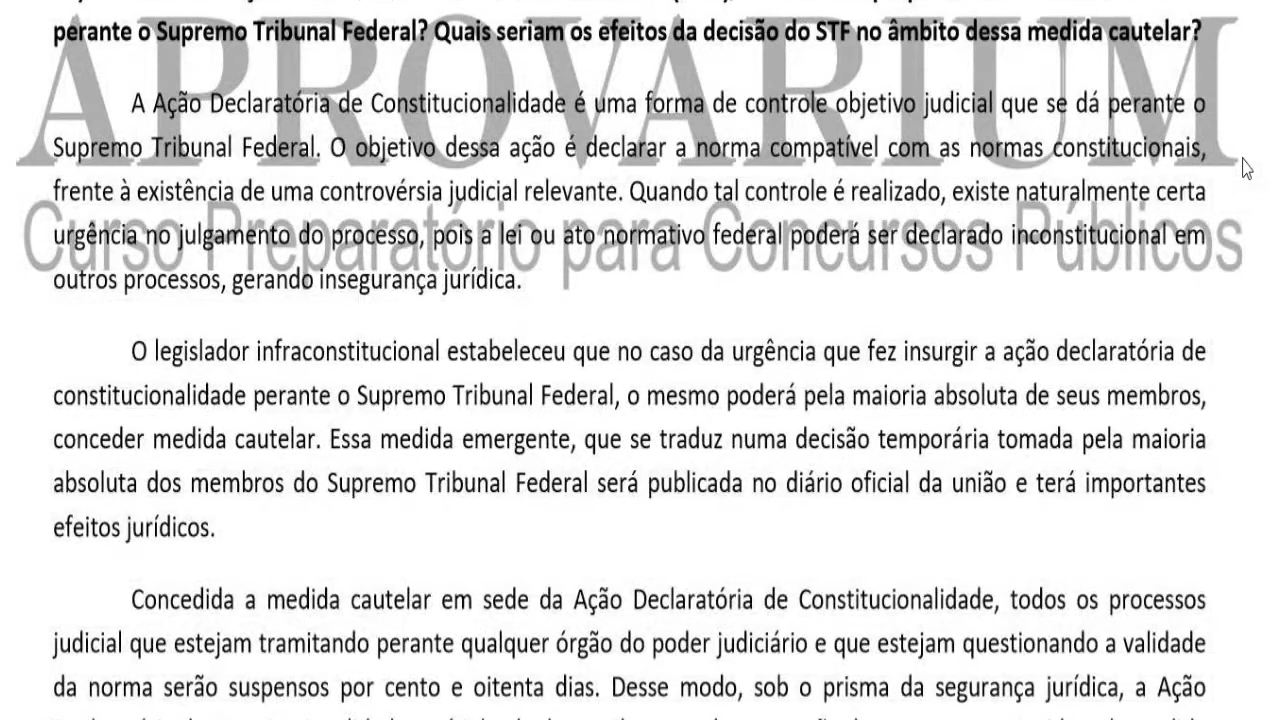 perante o Supremo Tribunal Federal? Quais seriam os efeitos da decisão do STF no âmbito dessa medida cautelar?
APROVARIUM
A Ação Declaratória de Constitucionalidade é uma forma de controle objetivo judicial que se dá perante o
Supremo Tribunal Federal. O objetivo dessa ação é declarar a norma compatível com as normas constitucionais,
frente à existência de uma controvérsia judicial relevante. Quando tal controle é realizado, existe naturalmente certa
Curso Preparatório para Concursos Públicos
urgência no julgamento do processo, pois a lei ou ato normativo federal poderá ser declarado inconstitucional em
outros processos, gerando insegurança jurídica.
O legislador infraconstitucional estabeleceu que no caso da urgência que fez insurgir a ação declaratória de
constitucionalidade perante o Supremo Tribunal Federal, o mesmo poderá pela maioria absoluta de seus membros,
conceder medida cautelar. Essa medida emergente, que se traduz numa decisão temporária tomada pela maioria
absoluta dos membros do Supremo Tribunal Federal será publicada no diário oficial da união e terá importantes
efeitos jurídicos.
Concedida a medida cautelar em sede da Ação Declaratória de Constitucionalidade, todos os processos
judicial que estejam tramitando perante qualquer órgão do poder judiciário e que estejam questionando a validade
da norma serão suspensos por cento e oitenta dias. Desse modo, sob o prisma da segurança jurídica, a Ação